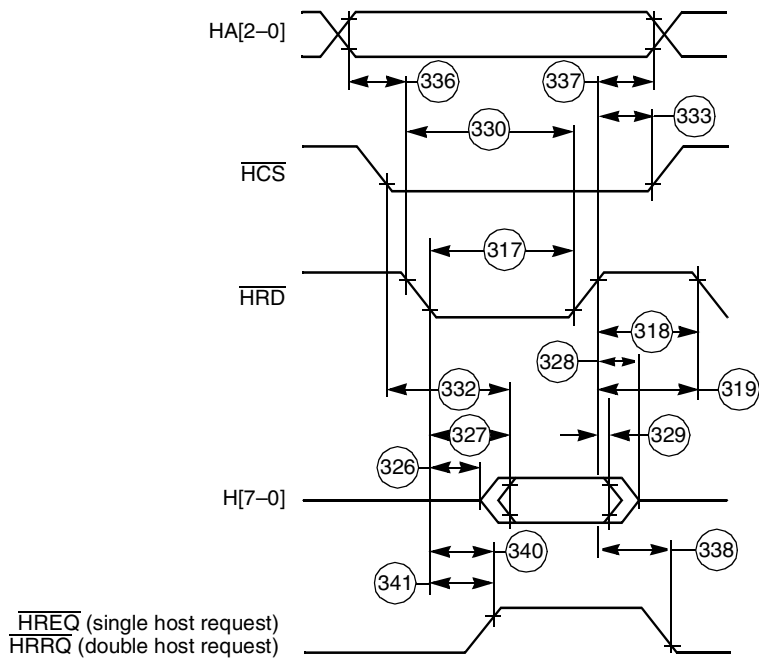 HA[2–0]
336
337
333
330
HCS
317
HRD
318
328
332
319
327
329
326
H[7–0]
340
338
341
HREQ (single host request)
HRRQ (double host request)